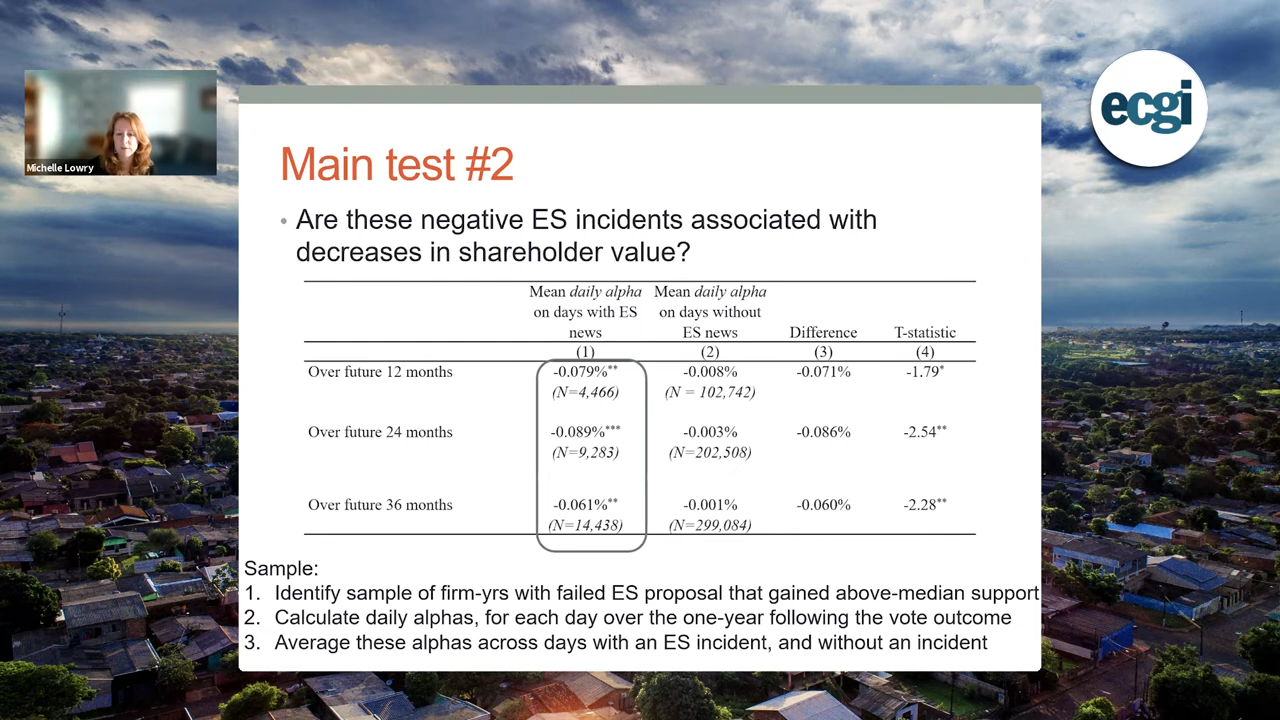 ecgi
Michelle Lowry
Main test #2
• Are these negative ES incidents associated with
decreases in shareholder value?
Mean daily alpha Mean daily alpha
on days with ES on days without
news ES news Difference T-statistic
(1) (2) (3) (4)
Over future 12 months -0.079%** -0.008% -0.071% -1.79*
(N=4,466) (N = 102,742)
Over future 24 months -0.089%*** -0.003% -0.086% -2.54**
(N=9,283) (N=202,508)
Over future 36 months -0.061%** -0.001% -0.060% -2.28**
(N=14,438) (N=299,084)
Sample:
1. Identify sample of firm-yrs with failed ES proposal that gained above-median support
2. Calculate daily alphas, for each day over the one-year following the vote outcome
3. Average these alphas across days with an ES incident, and without an incident